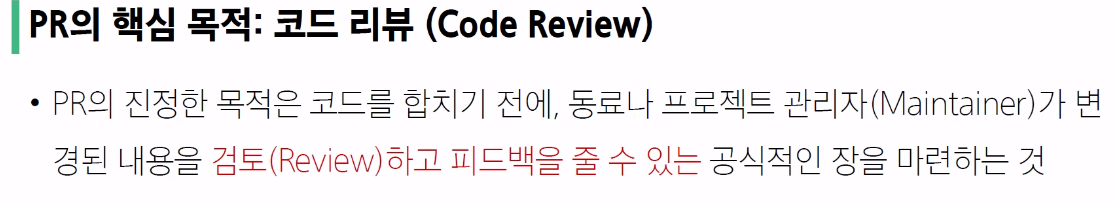 PR의 핵심 목적: 코드 리뷰 (Code Review)
• PR의 진정한 목적은 코드를 합치기 전에, 동료나 프로젝트 관리자(Maintainer)가 변
경된 내용을 검토(Review)하고 피드백을 줄 수 있는 공식적인 장을 마련하는 것